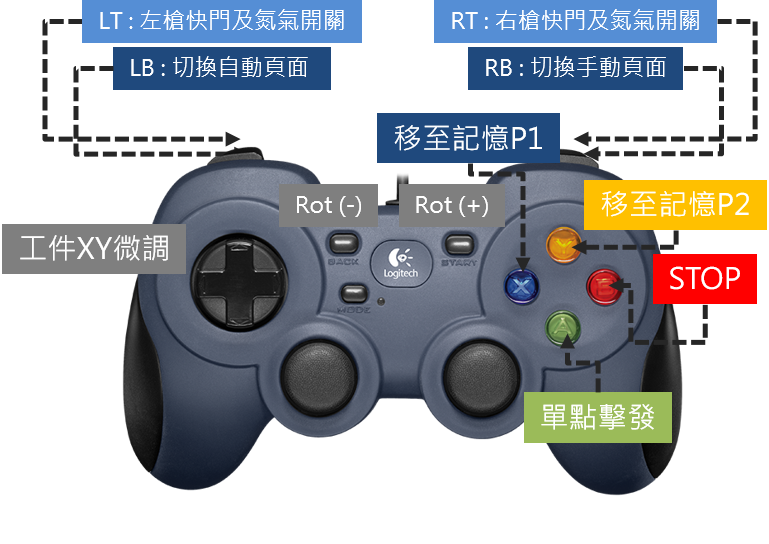 LT : 左槍快門及氮氣開關
RT : 右槍快門及氮氣開關
LB : 切換自動頁面
RB : 切換手動頁面
移至記憶P1
Rot (-)
Rot (+)
移至記憶P2
工件XY微調
Y
BACK
START
Logitech
STOP
X
B
MODE
A
單點擊發